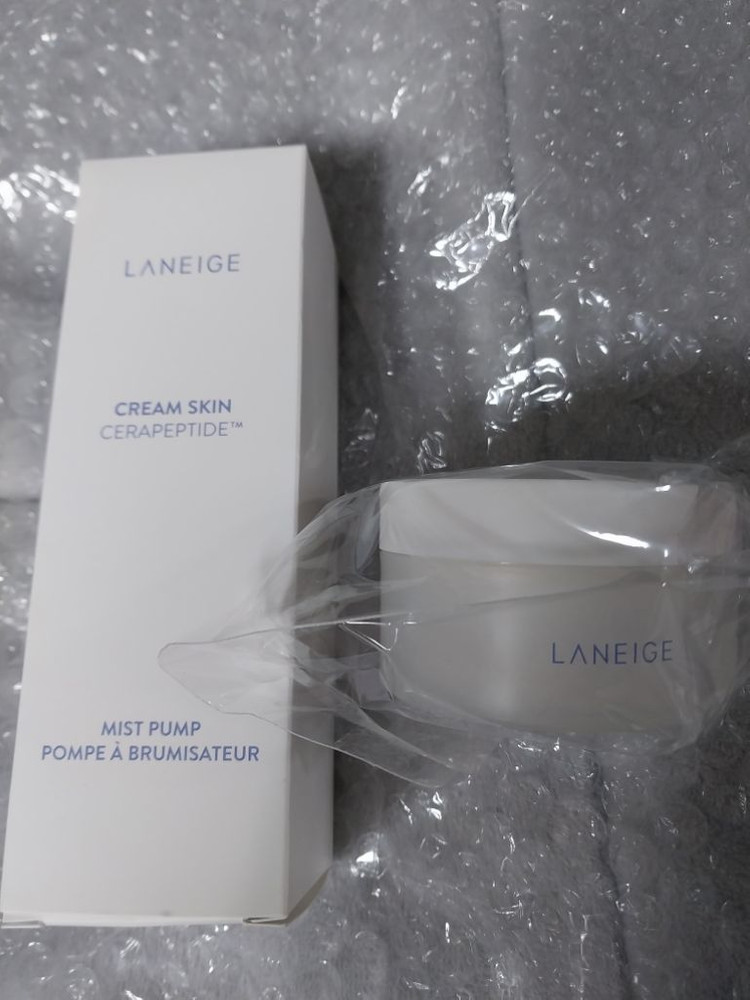 LANEIGE
CREAM SKIN
CERAPEPTIDE™
MIST PUMP
POMPE À BRUMISATEUR
LANEIGE